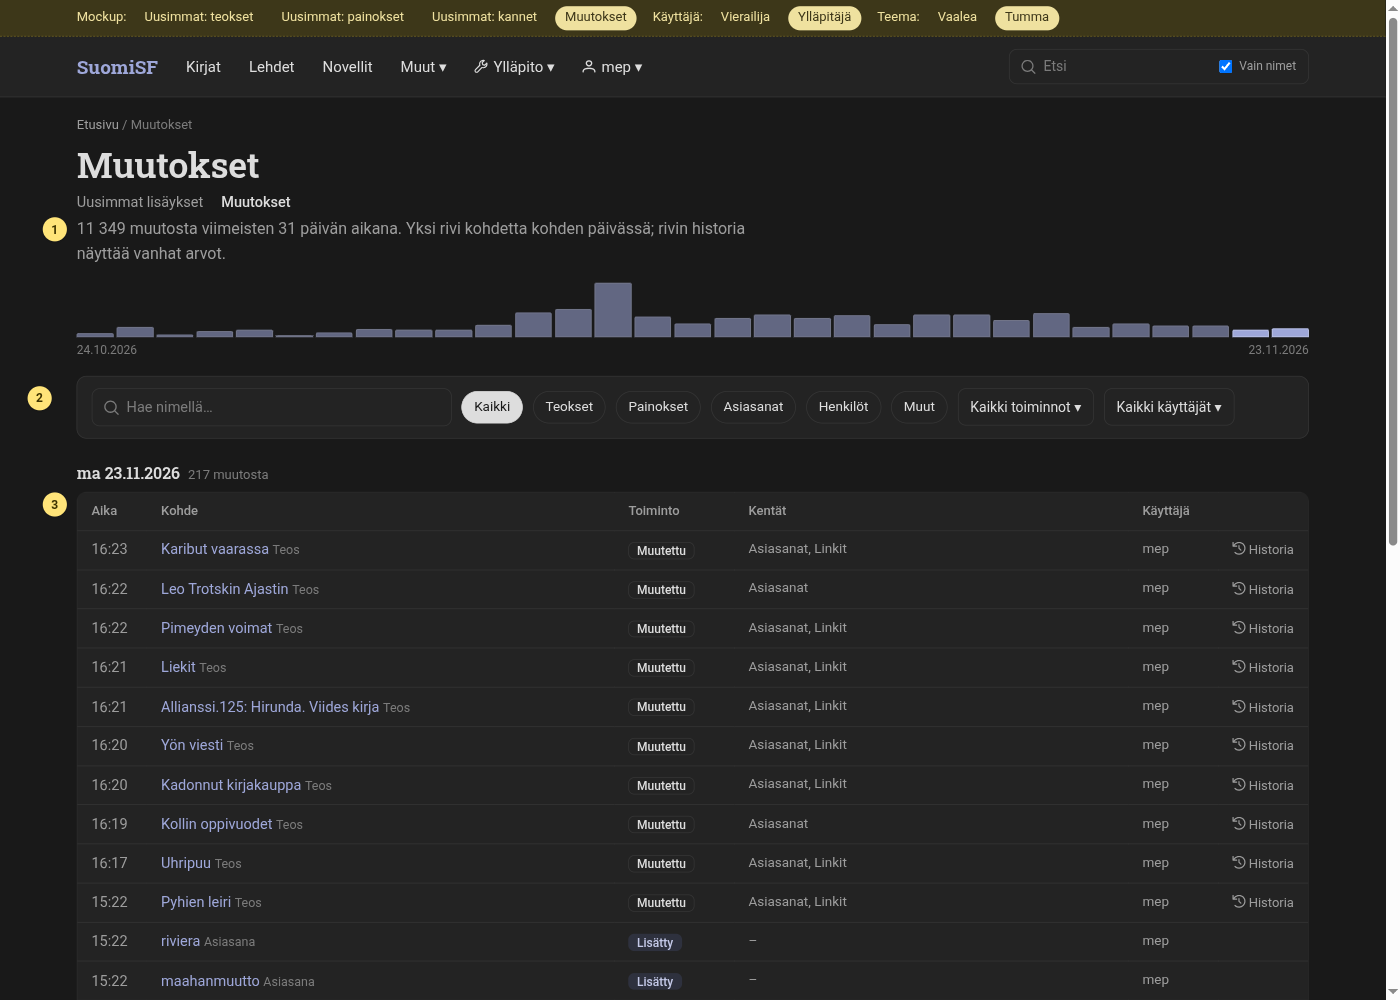 Mockup: Uusimmat: teokset Uusimmat: painokset Uusimmat: kannet Muutokset Käyttäjä: Vierailija Ylläpitäjä Teema: Vaalea Tumma
SuomiSF Kirjat Lehdet Novellit Muut ▾ Ylläpito ▾ mep ▾ Etsi Vain nimet
Etusivu / Muutokset
Muutokset
Uusimmat lisäykset Muutokset
1 11 349 muutosta viimeisten 31 päivän aikana. Yksi rivi kohdetta kohden päivässä; rivin historia
näyttää vanhat arvot.
24.10.2026 23.11.2026
2 Hae nimellä... Kaikki Teokset Painokset Asiasanat Henkilöt Muut Kaikki toiminnot ▾ Kaikki käyttäjät ▾
ma 23.11.2026 217 muutosta
3 Aika Kohde Toiminto Kentät Käyttäjä
16:23 Karibut vaarassa Teos Muutettu Asiasanat, Linkit mep Historia
16:22 Leo Trotskin Ajastin Teos Muutettu Asiasanat mep Historia
16:22 Pimeyden voimat Teos Muutettu Asiasanat, Linkit mep Historia
16:21 Liekit Teos Muutettu Asiasanat, Linkit mep Historia
16:21 Allianssi.125: Hirunda. Viides kirja Teos Muutettu Asiasanat, Linkit mep Historia
16:20 Yön viesti Teos Muutettu Asiasanat, Linkit mep Historia
16:20 Kadonnut kirjakauppa Teos Muutettu Asiasanat, Linkit mep Historia
16:19 Kollin oppivuodet Teos Muutettu Asiasanat mep Historia
16:17 Uhripuu Teos Muutettu Asiasanat, Linkit mep Historia
15:22 Pyhien leiri Teos Muutettu Asiasanat, Linkit mep Historia
15:22 riviera Asiasana Lisätty – mep
15:22 maahanmuutto Asiasana Lisätty – mep